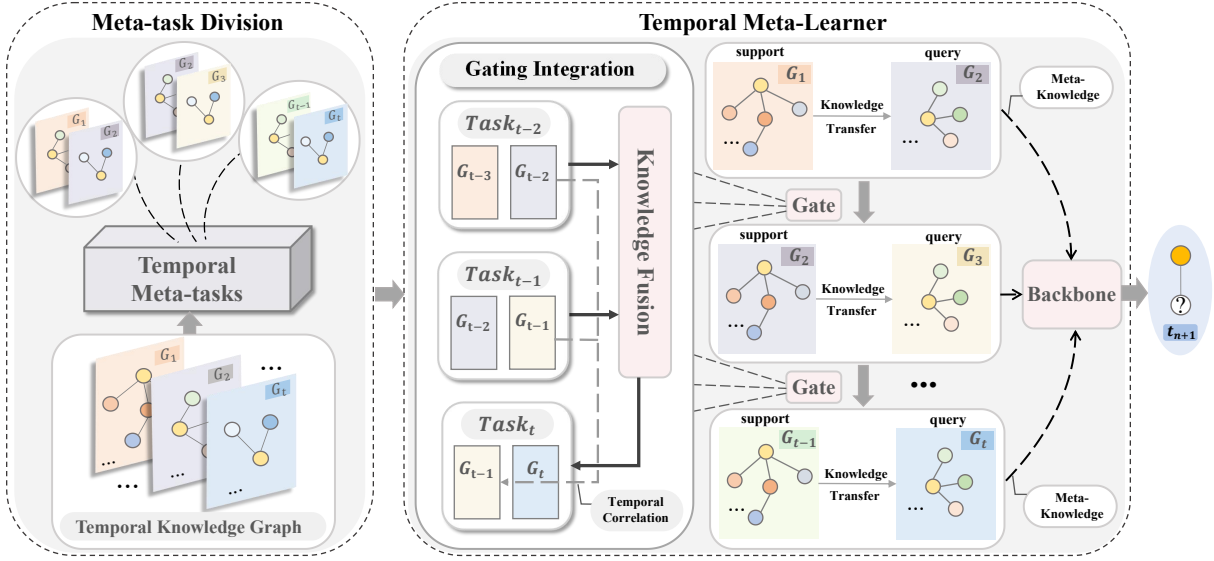 Meta-task Division
G₁
G₂
G₂
G₃
Gₜ₋₁
Gₜ
Temporal
Meta-tasks
G₁
G₂
Gₜ
...
...
...
...
...
Temporal Knowledge Graph
Temporal Meta-Learner
Gating Integration
Taskₜ₋₂
Gₜ₋₃
Gₜ₋₂
Taskₜ₋₁
Gₜ₋₂
Gₜ₋₁
Taskₜ
Gₜ₋₁
Gₜ
Knowledge Fusion
Temporal
Correlation
support
query
G₁
G₂
Knowledge
Transfer
...
...
Gate
support
query
G₂
G₃
Knowledge
Transfer
...
...
Gate
...
support
query
Gₜ₋₁
Gₜ
Knowledge
Transfer
...
...
Meta-
Knowledge
Backbone
Meta-
Knowledge
?
tₙ₊₁